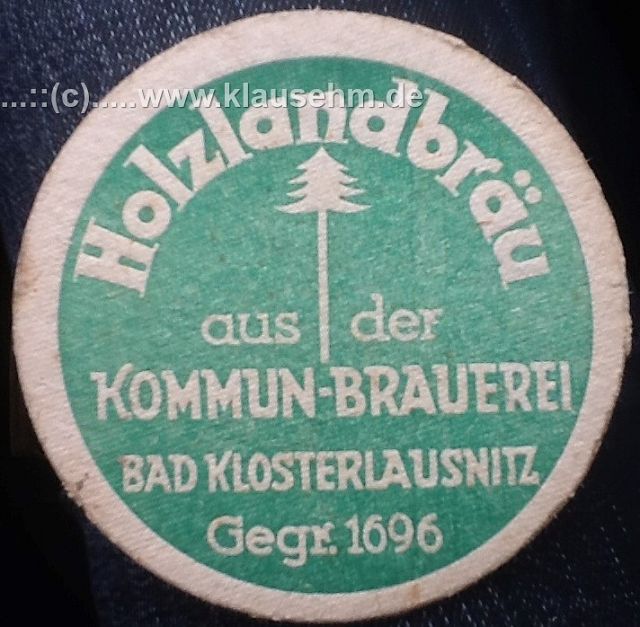 ...::(c).....www.klausehm.de
Holzlandbräu
aus der
KOMMUN-BRAUEREI
BAD KLOSTERLAUSNITZ
Gegr. 1696